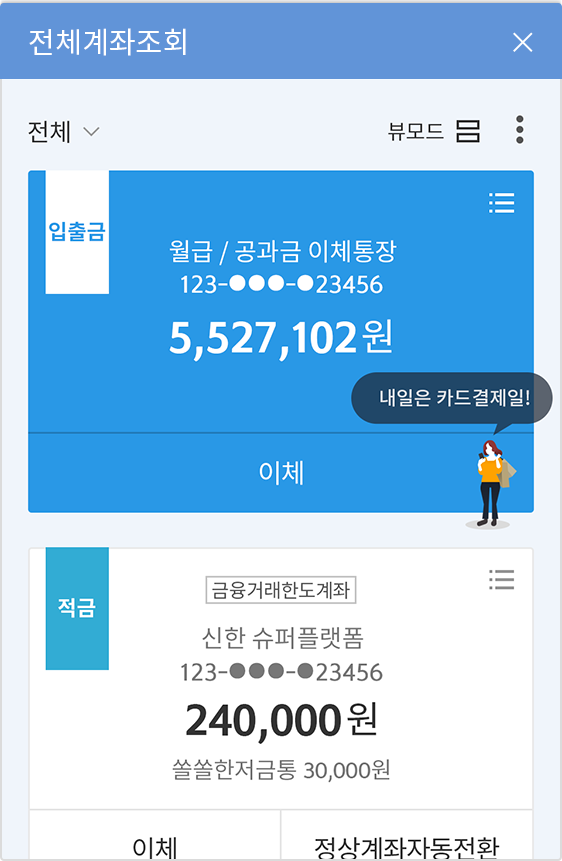 전체계좌조회
전체
뷰모드
입출금
월급 / 공과금 이체통장
123-●●●-●23456
5,527,102원
내일은 카드결제일!
이체
적금
금융거래한도계좌
신한 슈퍼플랫폼
123-●●●-●23456
240,000원
쏠쏠한저금통 30,000원
이체
정상계좌자동전환